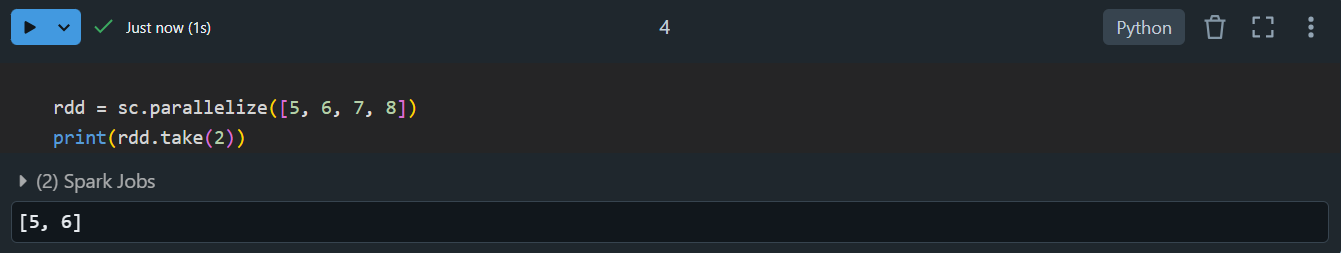 Just now (1s)
4
Python
rdd = sc.parallelize([5, 6, 7, 8])
print(rdd.take(2))
(2) Spark Jobs
[5, 6]